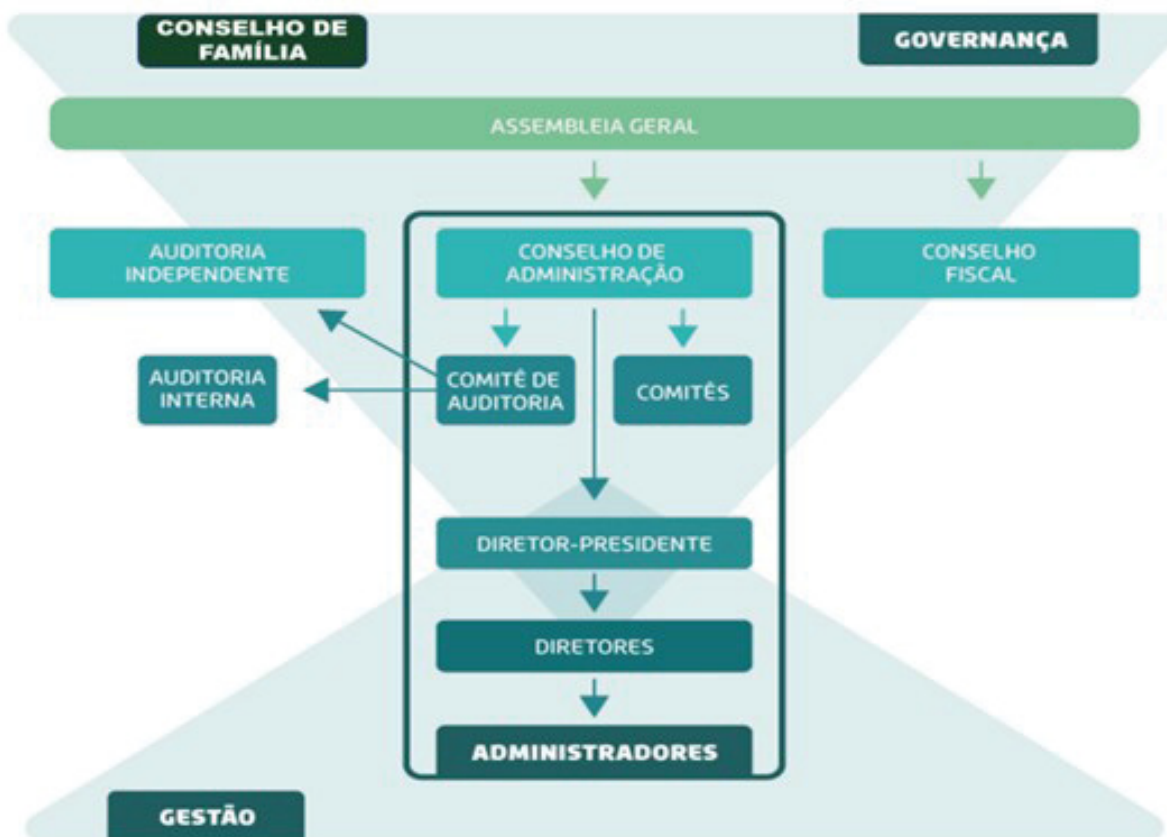 CONSELHO DE
FAMÍLIA
GOVERNANÇA
ASSEMBLEIA GERAL
AUDITORIA
INDEPENDENTE
CONSELHO DE
ADMINISTRAÇÃO
CONSELHO
FISCAL
AUDITORIA
INTERNA
COMITÊ DE
AUDITORIA
COMITÊS
DIRETOR-PRESIDENTE
DIRETORES
ADMINISTRADORES
GESTÃO